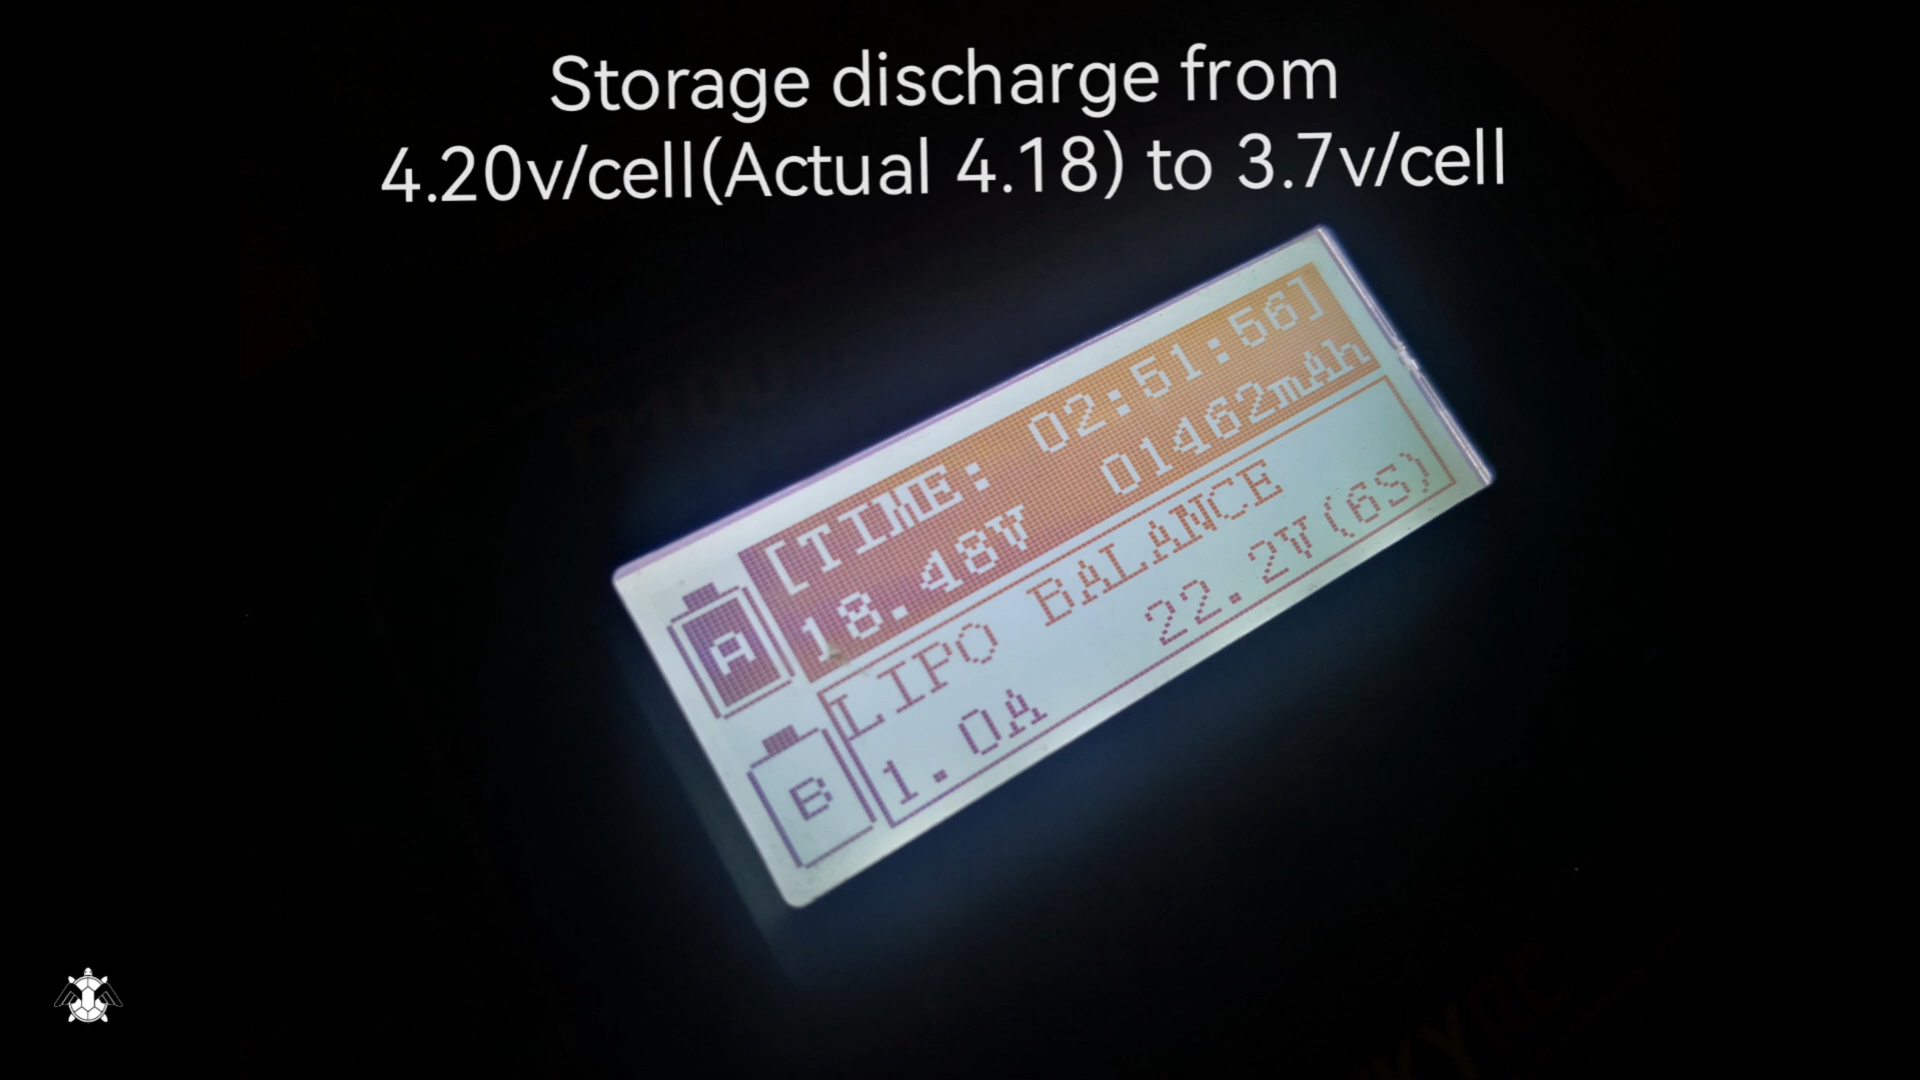 Storage discharge from
4.20v/cell(Actual 4.18) to 3.7v/cell
[TIME: 02:51:56]
18.48V 01462mAh
A
LIPO BALANCE
1.0A 22.2V(6S)
B